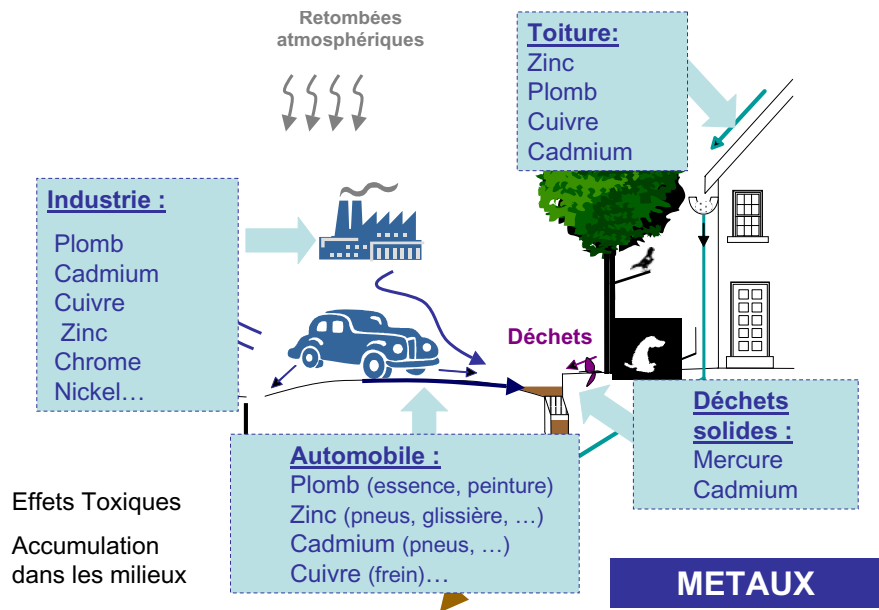 Retombées
atmosphériques
Toiture:
Zinc
Plomb
Cuivre
Cadmium
Industrie :
Plomb
Cadmium
Cuivre
Zinc
Chrome
Nickel…
Déchets
Déchets
solides :
Mercure
Cadmium
Automobile :
Plomb (essence, peinture)
Zinc (pneus, glissière, …)
Cadmium (pneus, …)
Cuivre (frein)…
Effets Toxiques
Accumulation
dans les milieux
METAUX